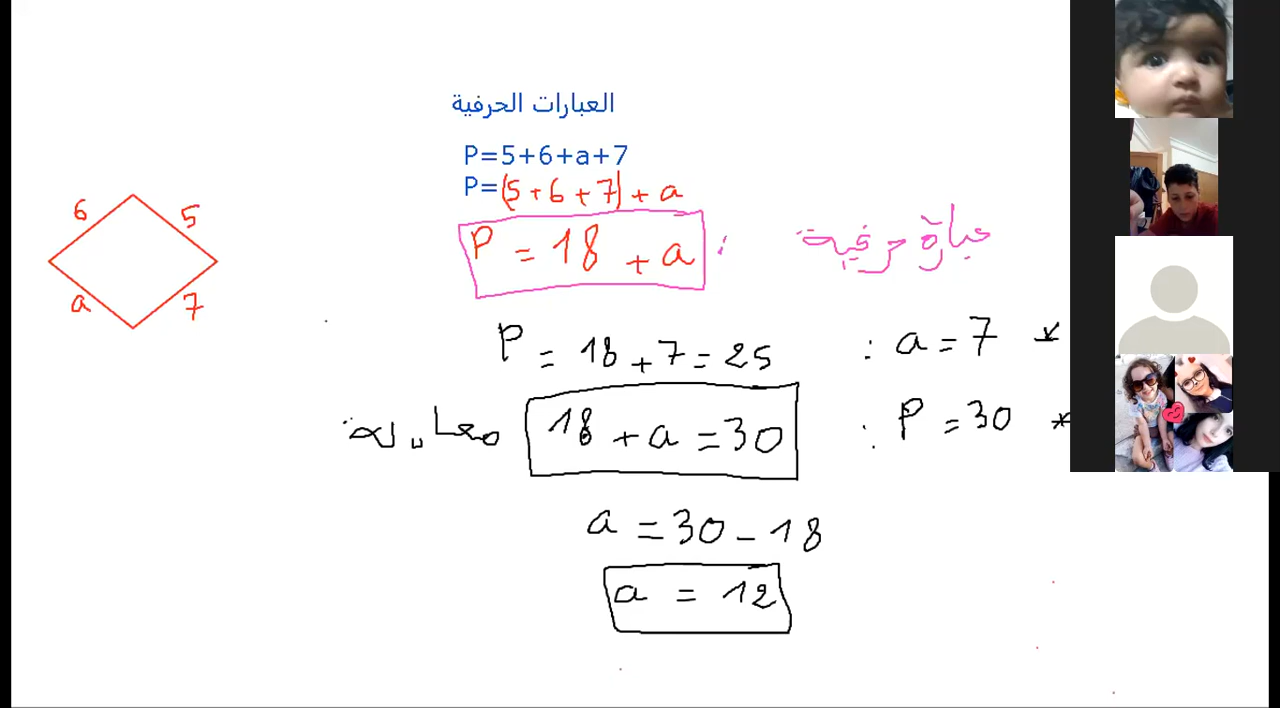 العبارات الحرفية
P=5+6+a+7
P=(5+6+7)+a
P=18+a : عبارة حرفية
6
5
a
7
* a=7 : P=18+7=25
* P=30 : 18+a=30 معادلة
a=30-18
a=12